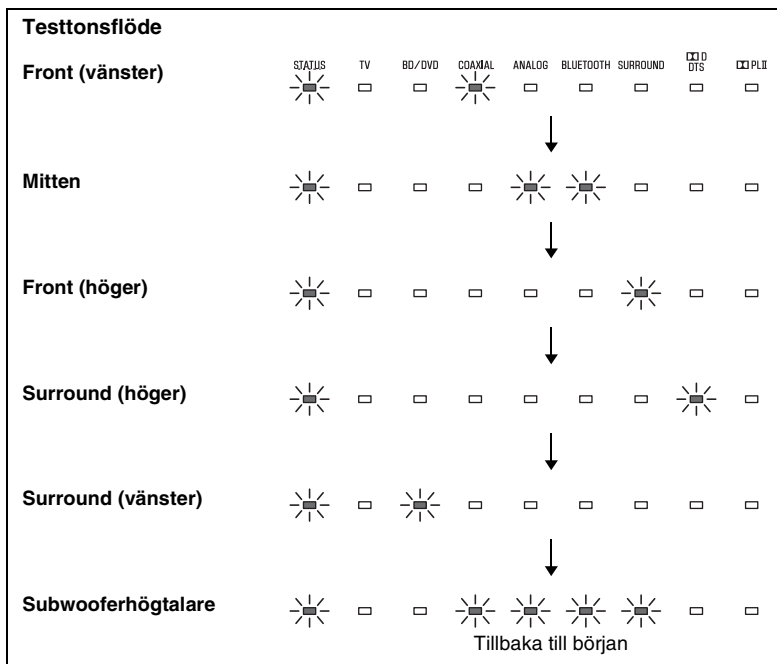 Testtonsflöde
Front (vänster)
STATUS TV BD/DVD COAXIAL ANALOG BLUETOOTH SURROUND D DTS PLII
Mitten
Front (höger)
Surround (höger)
Surround (vänster)
Subwooferhögtalare
Tillbaka till början